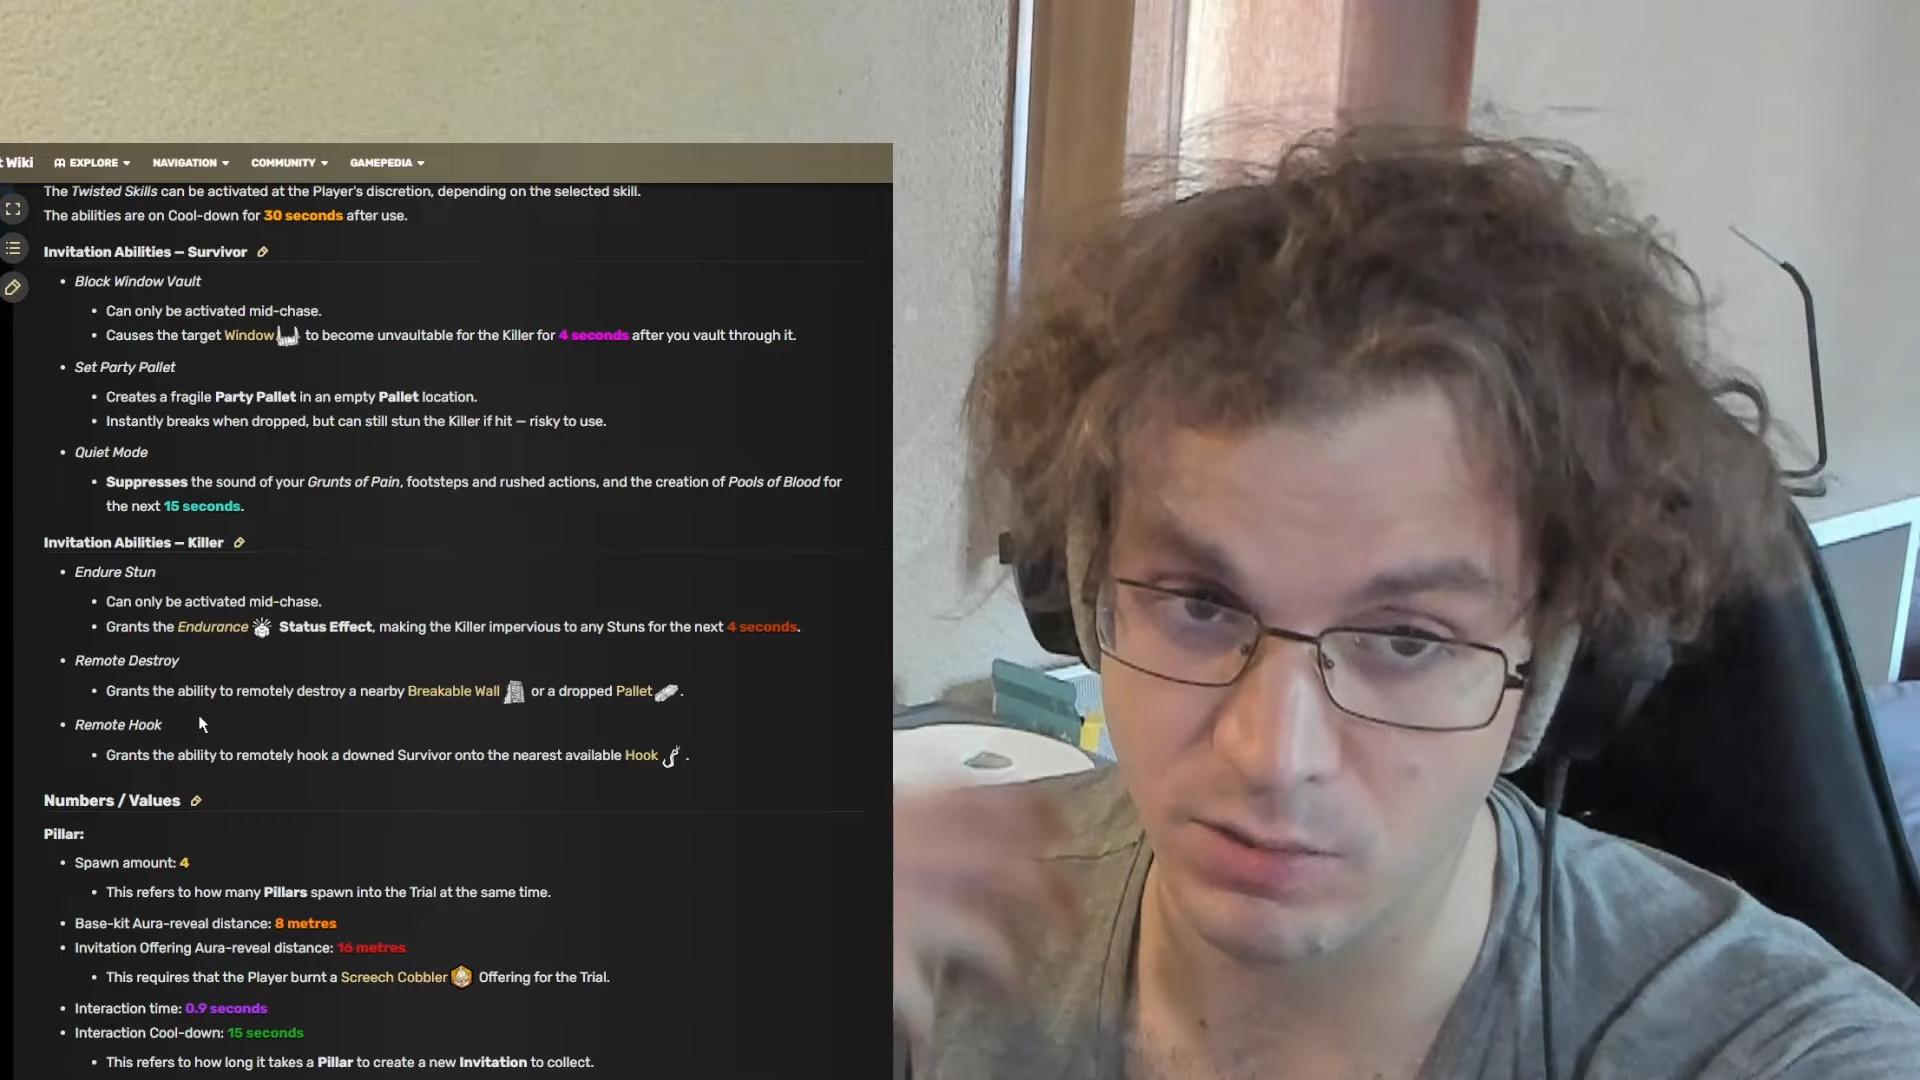 t Wiki EXPLORE NAVIGATION COMMUNITY GAMEPEDIA
The Twisted Skills can be activated at the Player's discretion, depending on the selected skill.
The abilities are on Cool-down for 30 seconds after use.
Invitation Abilities – Survivor
• Block Window Vault
• Can only be activated mid-chase.
• Causes the target Window to become unvaultable for the Killer for 4 seconds after you vault through it.
• Set Party Pallet
• Creates a fragile Party Pallet in an empty Pallet location.
• Instantly breaks when dropped, but can still stun the Killer if hit — risky to use.
• Quiet Mode
• Suppresses the sound of your Grunts of Pain, footsteps and rushed actions, and the creation of Pools of Blood for
the next 15 seconds.
Invitation Abilities – Killer
• Endure Stun
• Can only be activated mid-chase.
• Grants the Endurance Status Effect, making the Killer impervious to any Stuns for the next 4 seconds.
• Remote Destroy
• Grants the ability to remotely destroy a nearby Breakable Wall or a dropped Pallet.
• Remote Hook
• Grants the ability to remotely hook a downed Survivor onto the nearest available Hook.
Numbers / Values
Pillar:
• Spawn amount: 4
• This refers to how many Pillars spawn into the Trial at the same time.
• Base-kit Aura-reveal distance: 8 metres
• Invitation Offering Aura-reveal distance: 16 metres
• This requires that the Player burnt a Screech Cobbler Offering for the Trial.
• Interaction time: 0.9 seconds
• Interaction Cool-down: 15 seconds
• This refers to how long it takes a Pillar to create a new Invitation to collect.